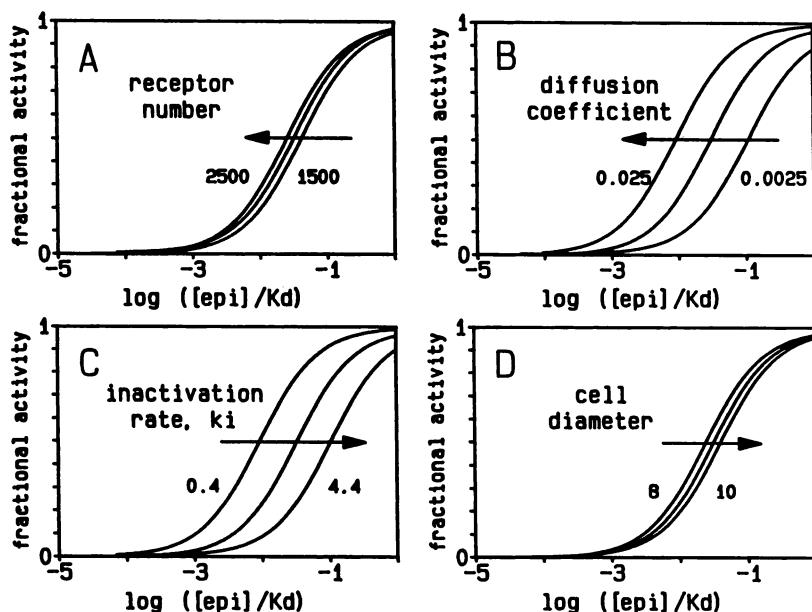 A
receptor
number
2500
1500
fractional activity
1
0
-5
-3
-1
log ([epi]/Kd)
B
diffusion
coefficient
0.025
0.0025
fractional activity
1
0
-5
-3
-1
log ([epi]/Kd)
C
inactivation
rate, ki
0.4
4.4
fractional activity
1
0
-5
-3
-1
log ([epi]/Kd)
D
cell
diameter
8
10
fractional activity
1
0
-5
-3
-1
log ([epi]/Kd)